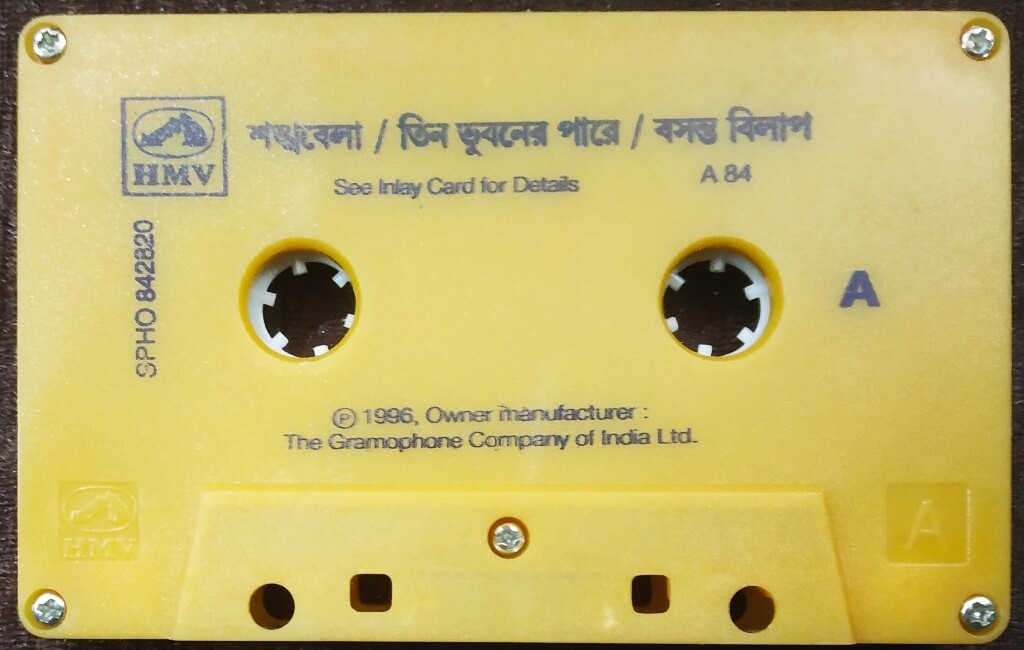 HMV
শঙ্খবেলা / তিন ভুবনের পারে / বসন্ত বিলাপ
See Inlay Card for Details
A 84
SPHO 842820
A
Ⓟ 1996, Owner manufacturer :
The Gramophone Company of India Ltd.
HMV
A